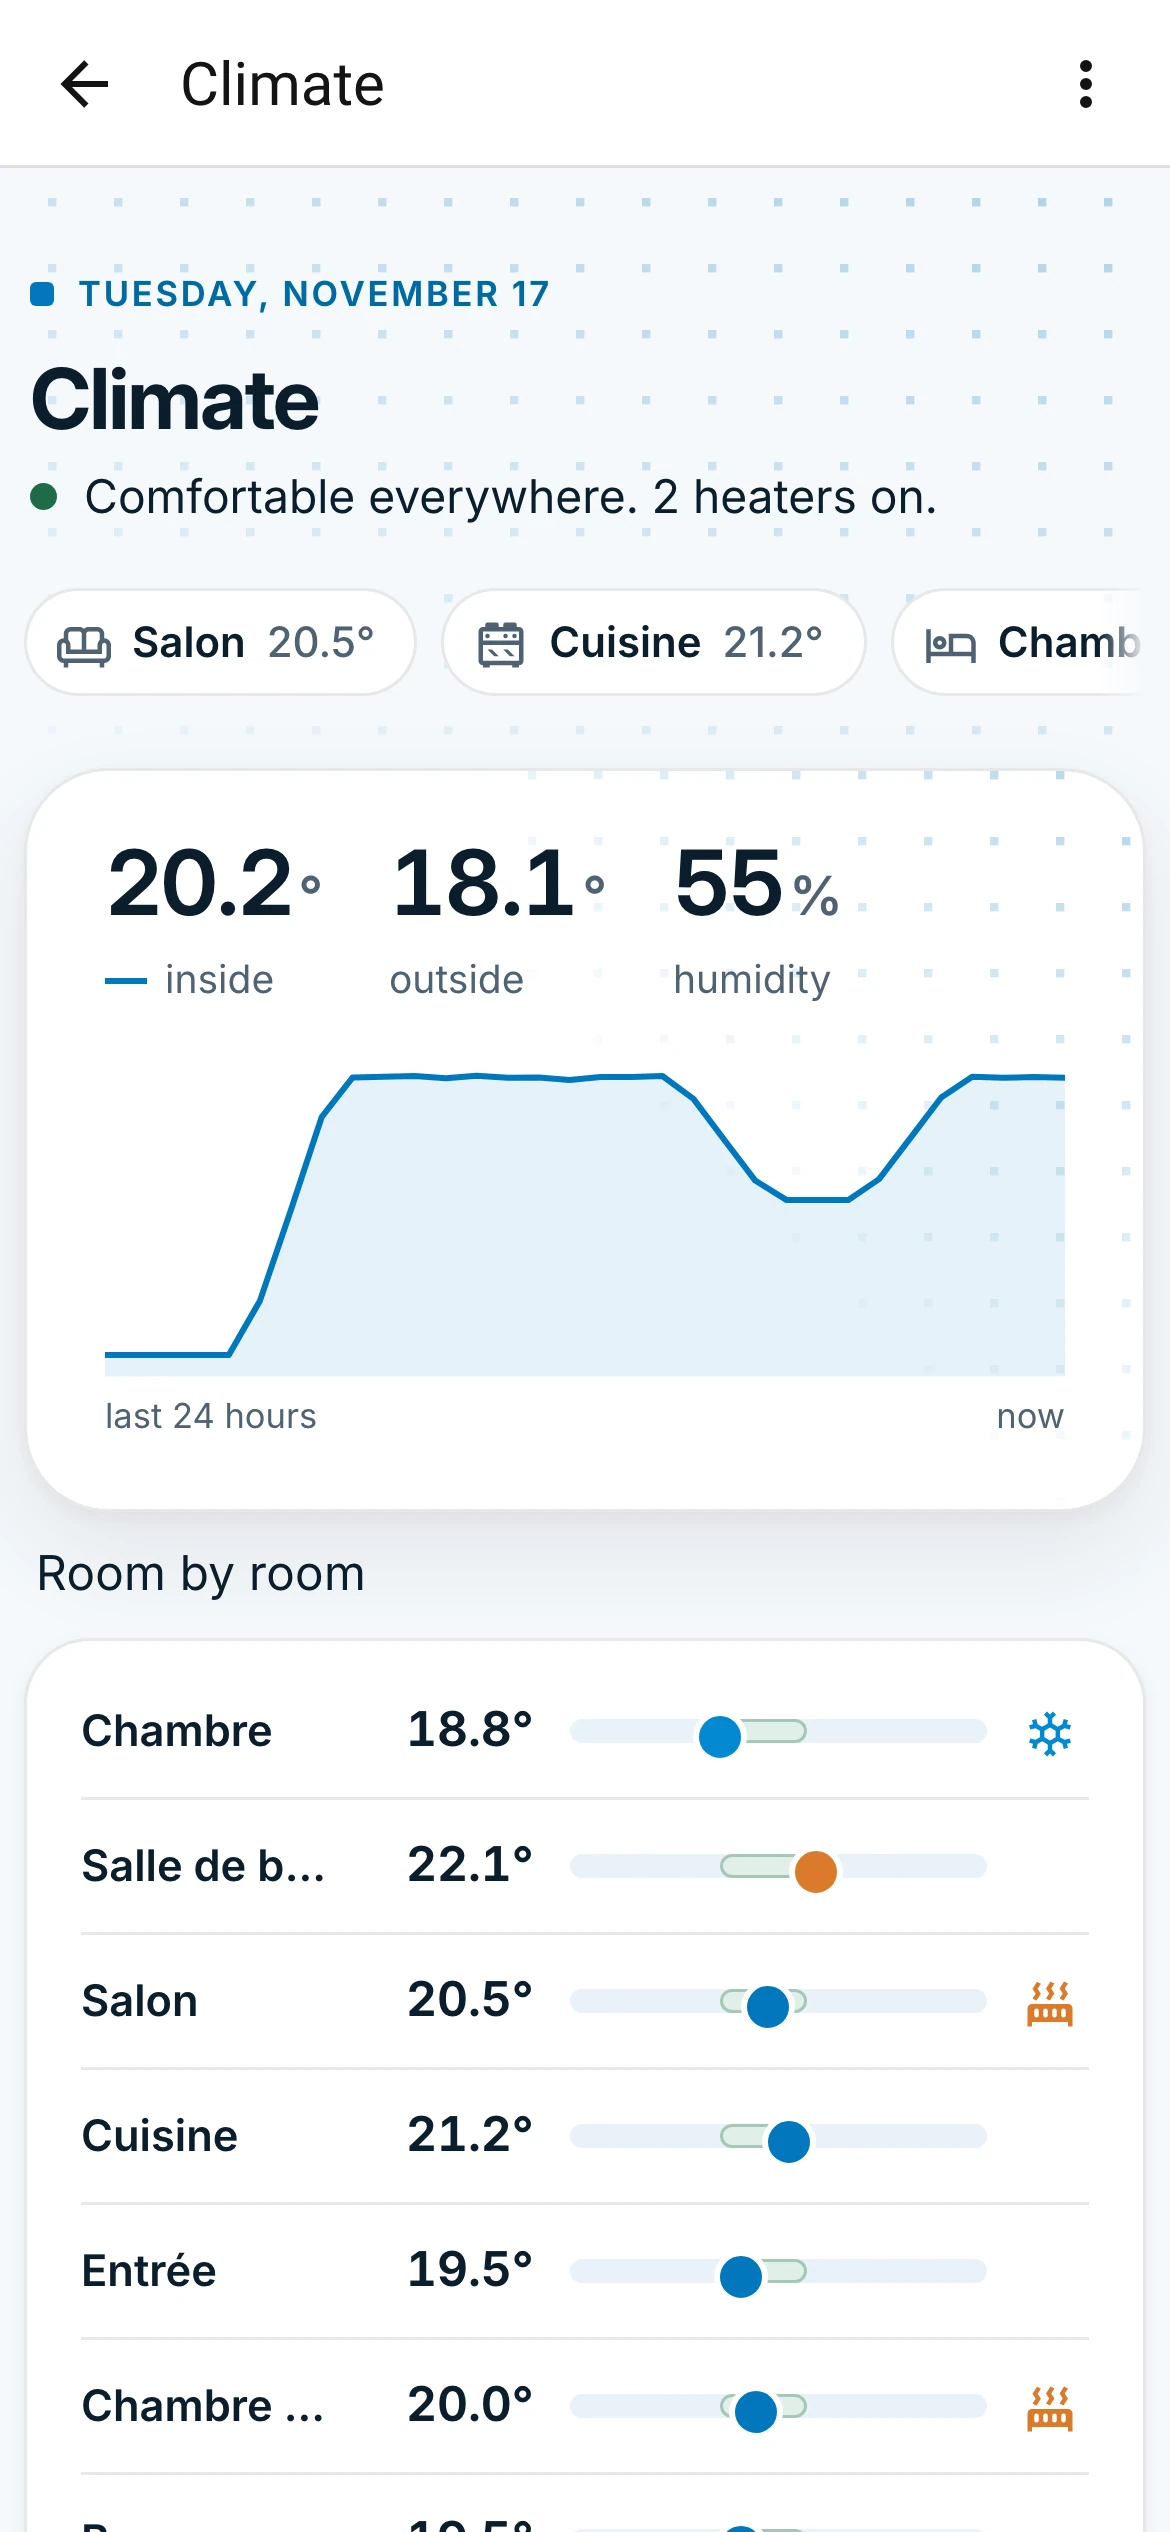 Climate
TUESDAY, NOVEMBER 17
Climate
Comfortable everywhere. 2 heaters on.
Salon 20.5° Cuisine 21.2° Chamb
20.2° 18.1° 55%
inside outside humidity
last 24 hours now
Room by room
Chambre 18.8°
Salle de b... 22.1°
Salon 20.5°
Cuisine 21.2°
Entrée 19.5°
Chambre ... 20.0°